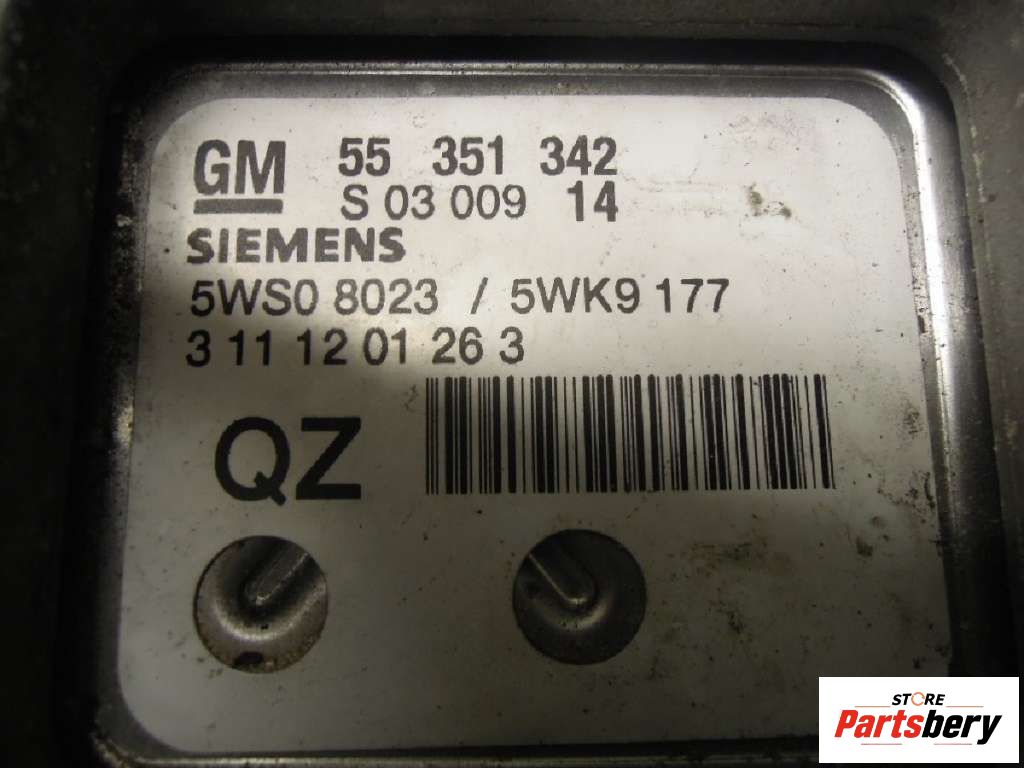 GM 55 351 342
S 03 009 14
SIEMENS
5WS0 8023 / 5WK9 177
3 11 12 01 26 3
QZ
STORE
Partsbery